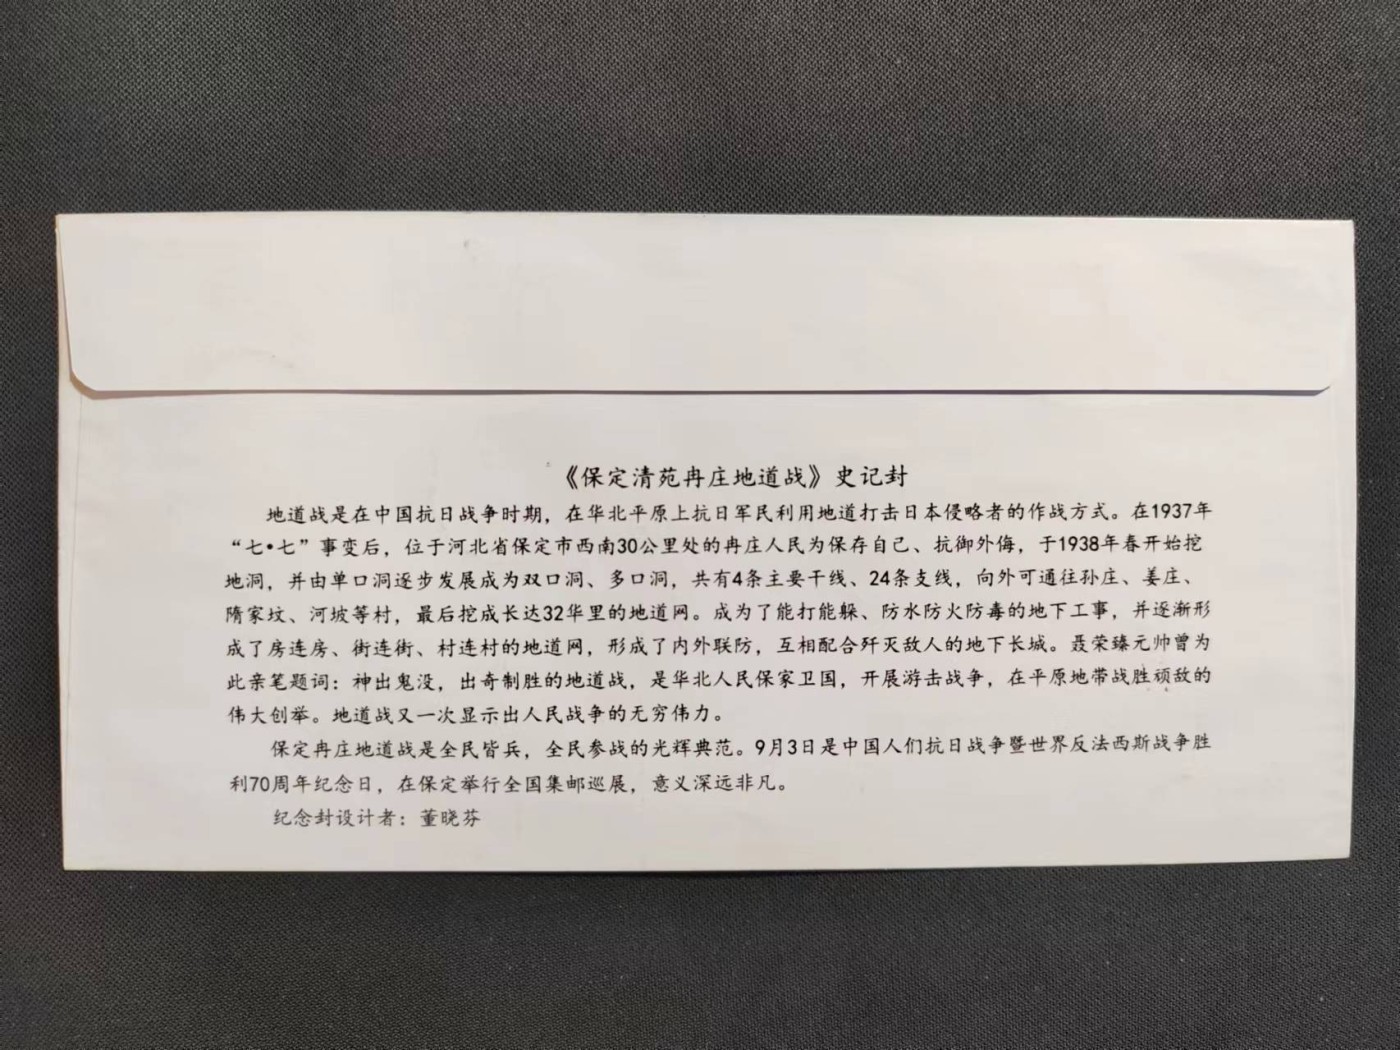 《保定清苑冉庄地道战》史记封
地道战是在中国抗日战争时期，在华北平原上抗日军民利用地道打击日本侵略者的作战方式。在1937年
“七•七”事变后，位于河北省保定市西南30公里处的冉庄人民为保存自己、抗御外侮，于1938年春开始挖
地洞，并由单口洞逐步发展成为双口洞、多口洞，共有4条主要干线、24条支线，向外可通往孙庄、姜庄、
隋家坟、河坡等村，最后挖成长达32华里的地道网。成为了能打能躲、防水防火防毒的地下工事，并逐渐形
成了房连房、街连街、村连村的地道网，形成了内外联防，互相配合歼灭敌人的地下长城。聂荣臻元帅曾为
此亲笔题词：神出鬼没，出奇制胜的地道战，是华北人民保家卫国，开展游击战争，在平原地带战胜顽敌的
伟大创举。地道战又一次显示出人民战争的无穷伟力。
保定冉庄地道战是全民皆兵，全民参战的光辉典范。9月3日是中国人们抗日战争暨世界反法西斯战争胜
利70周年纪念日，在保定举行全国集邮巡展，意义深远非凡。
纪念封设计者：董晓芬